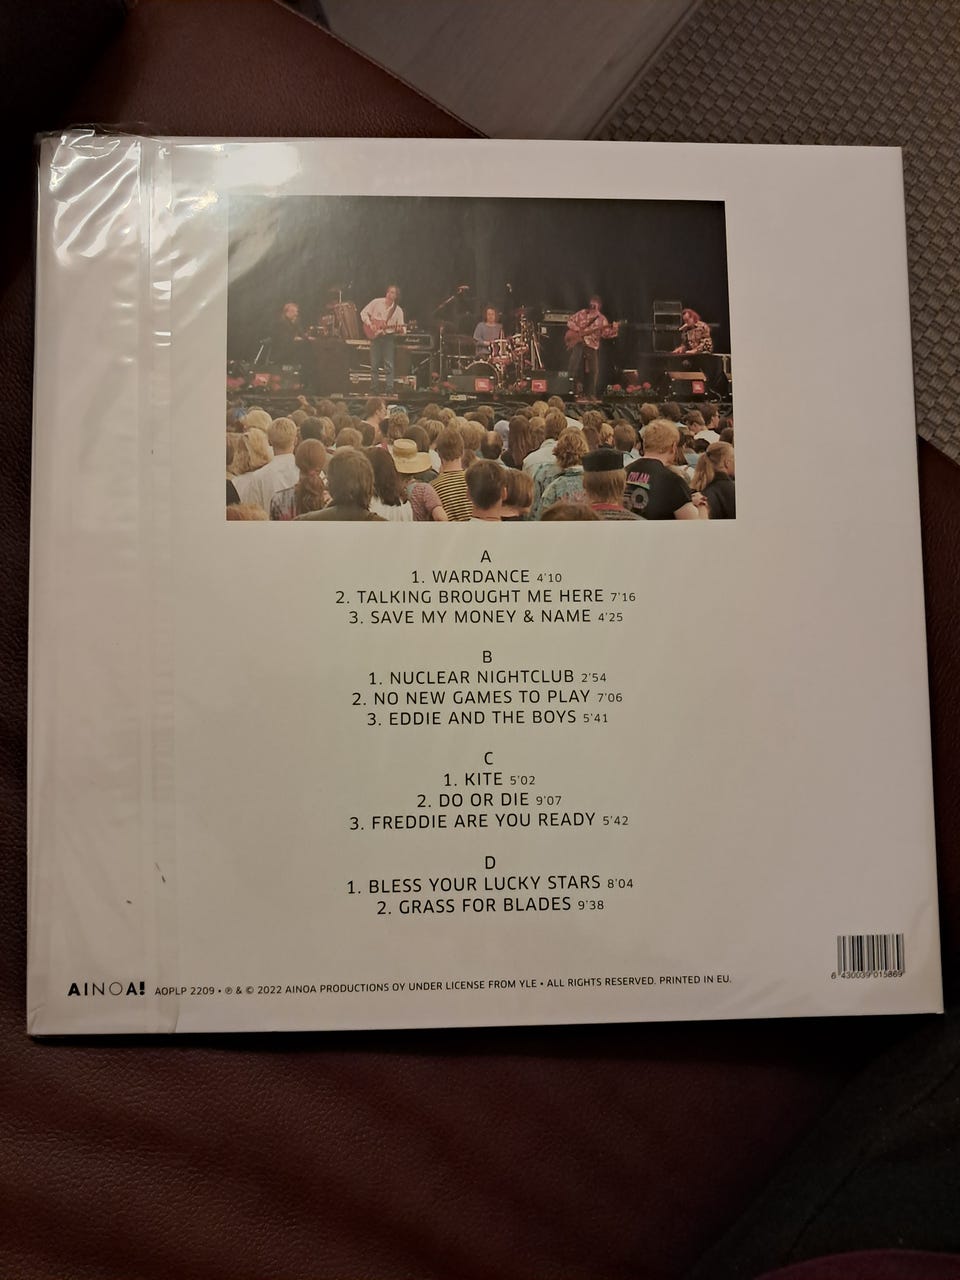 DYLAN
A
1. WARDANCE 4'10
2. TALKING BROUGHT ME HERE 7'16
3. SAVE MY MONEY & NAME 4'25
B
1. NUCLEAR NIGHTCLUB 2'54
2. NO NEW GAMES TO PLAY 7'06
3. EDDIE AND THE BOYS 5'41
C
1. KITE 5'02
2. DO OR DIE 9'07
3. FREDDIE ARE YOU READY 5'42
D
1. BLESS YOUR LUCKY STARS 8'04
2. GRASS FOR BLADES 9'38
6 430039 015869
AINOA! AOPLP 2209 • ℗ & © 2022 AINOA PRODUCTIONS OY UNDER LICENSE FROM YLE • ALL RIGHTS RESERVED. PRINTED IN EU.